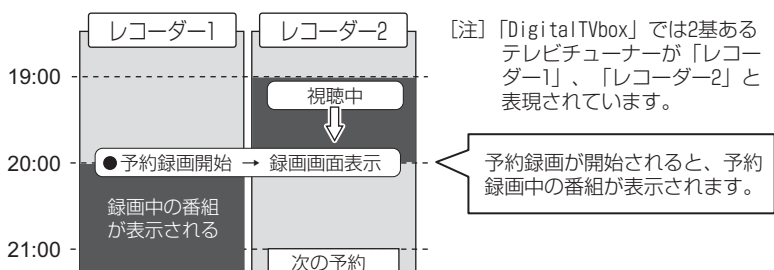 レコーダー1
レコーダー2
［注］「DigitalTVbox」では2基ある
テレビチューナーが「レコー
ダー1」、「レコーダー2」と
表現されています。
19:00
視聴中
20:00
●予約録画開始 → 録画画面表示
予約録画が開始されると、予約
録画中の番組が表示されます。
録画中の番組
が表示される
21:00
次の予約